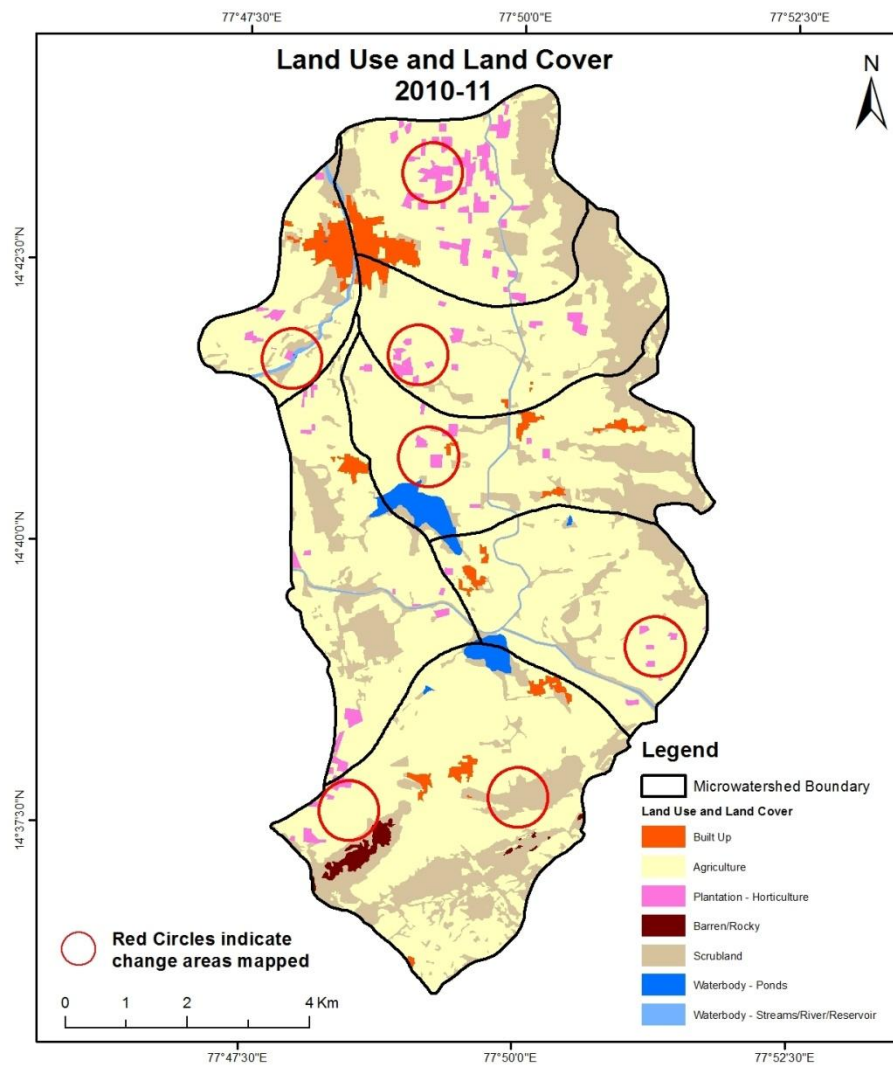 77°47'30"E 77°50'0"E 77°52'30"E
Land Use and Land Cover
2010-11
N
14°42'30"N
14°40'0"N
14°37'30"N
Legend
Microwatershed Boundary
Land Use and Land Cover
Built Up
Agriculture
Plantation - Horticulture
Barren/Rocky
Scrubland
Waterbody - Ponds
Waterbody - Streams/River/Reservoir
Red Circles indicate
change areas mapped
0 1 2 4 Km
77°47'30"E 77°50'0"E 77°52'30"E